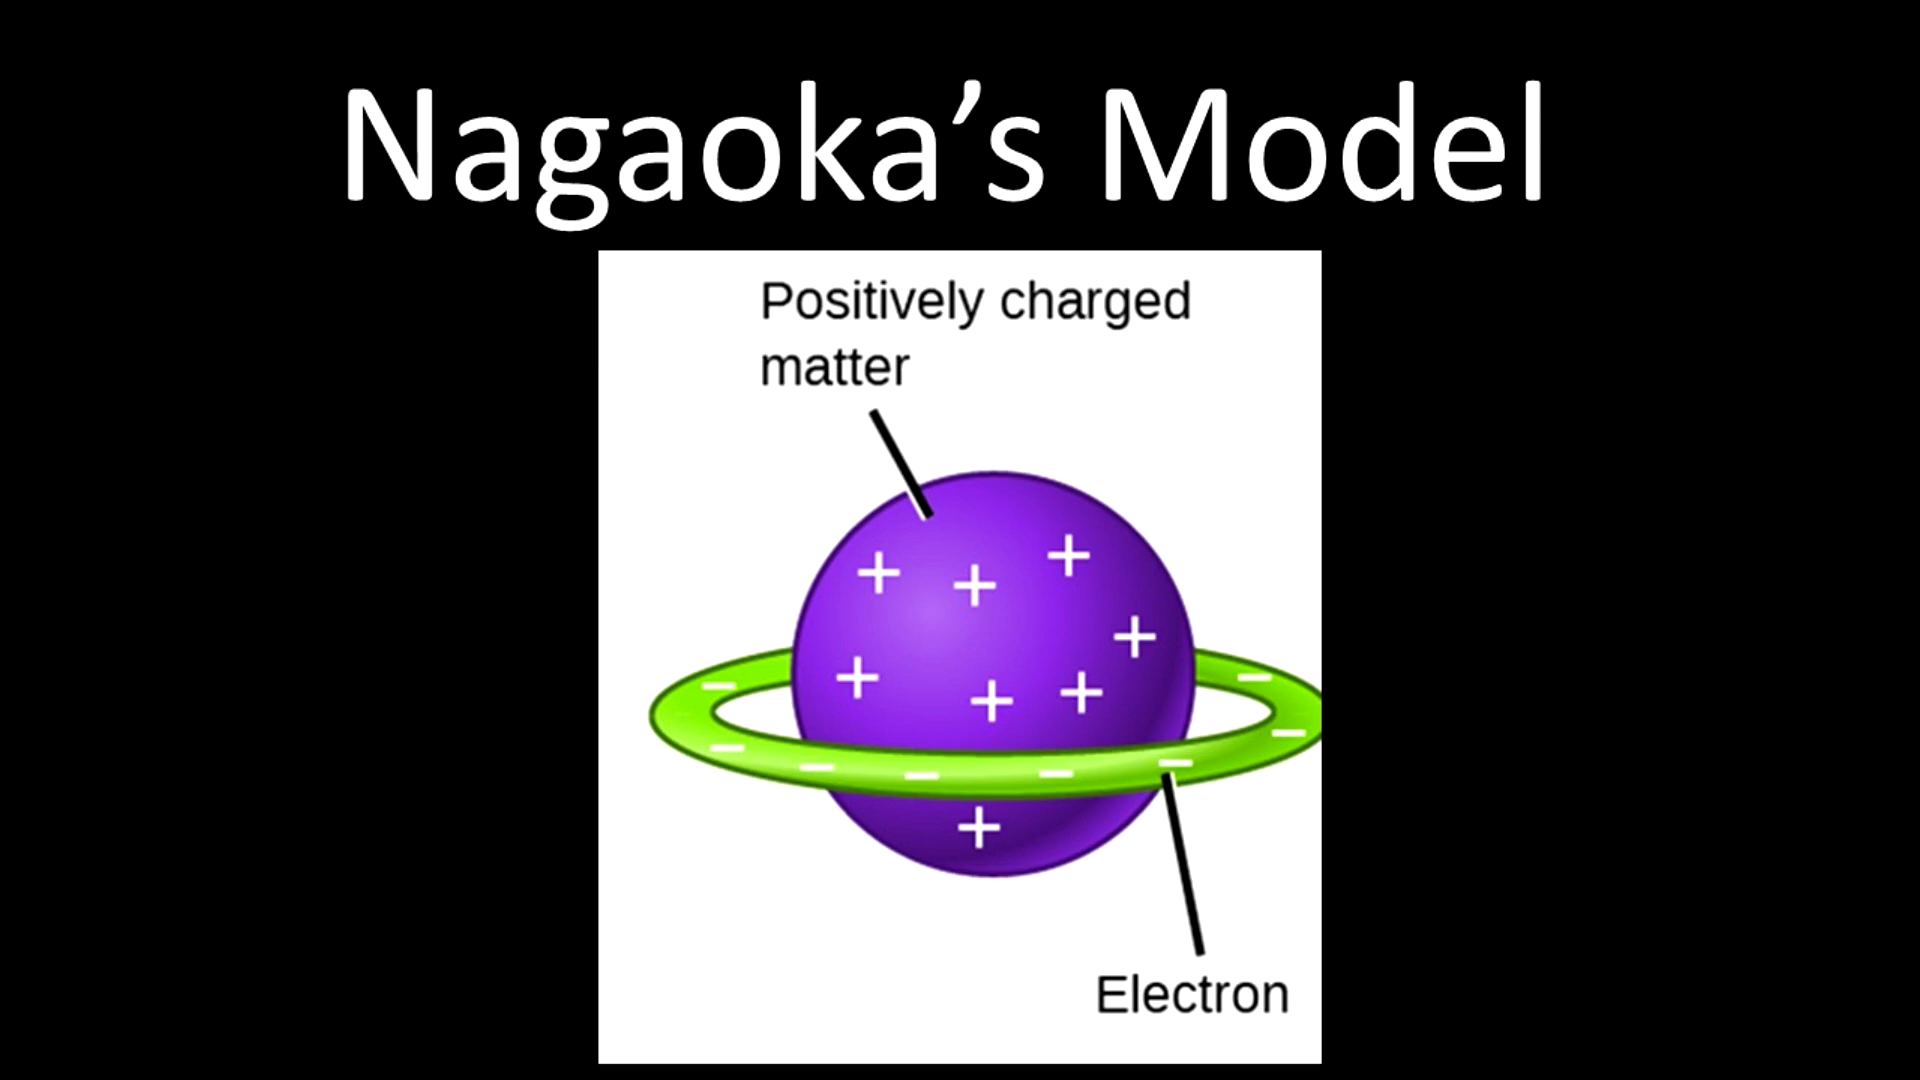 Nagaoka’s Model
Positively charged
matter
+ + +
+
+ + +
− −
− −
− − − −
+
Electron